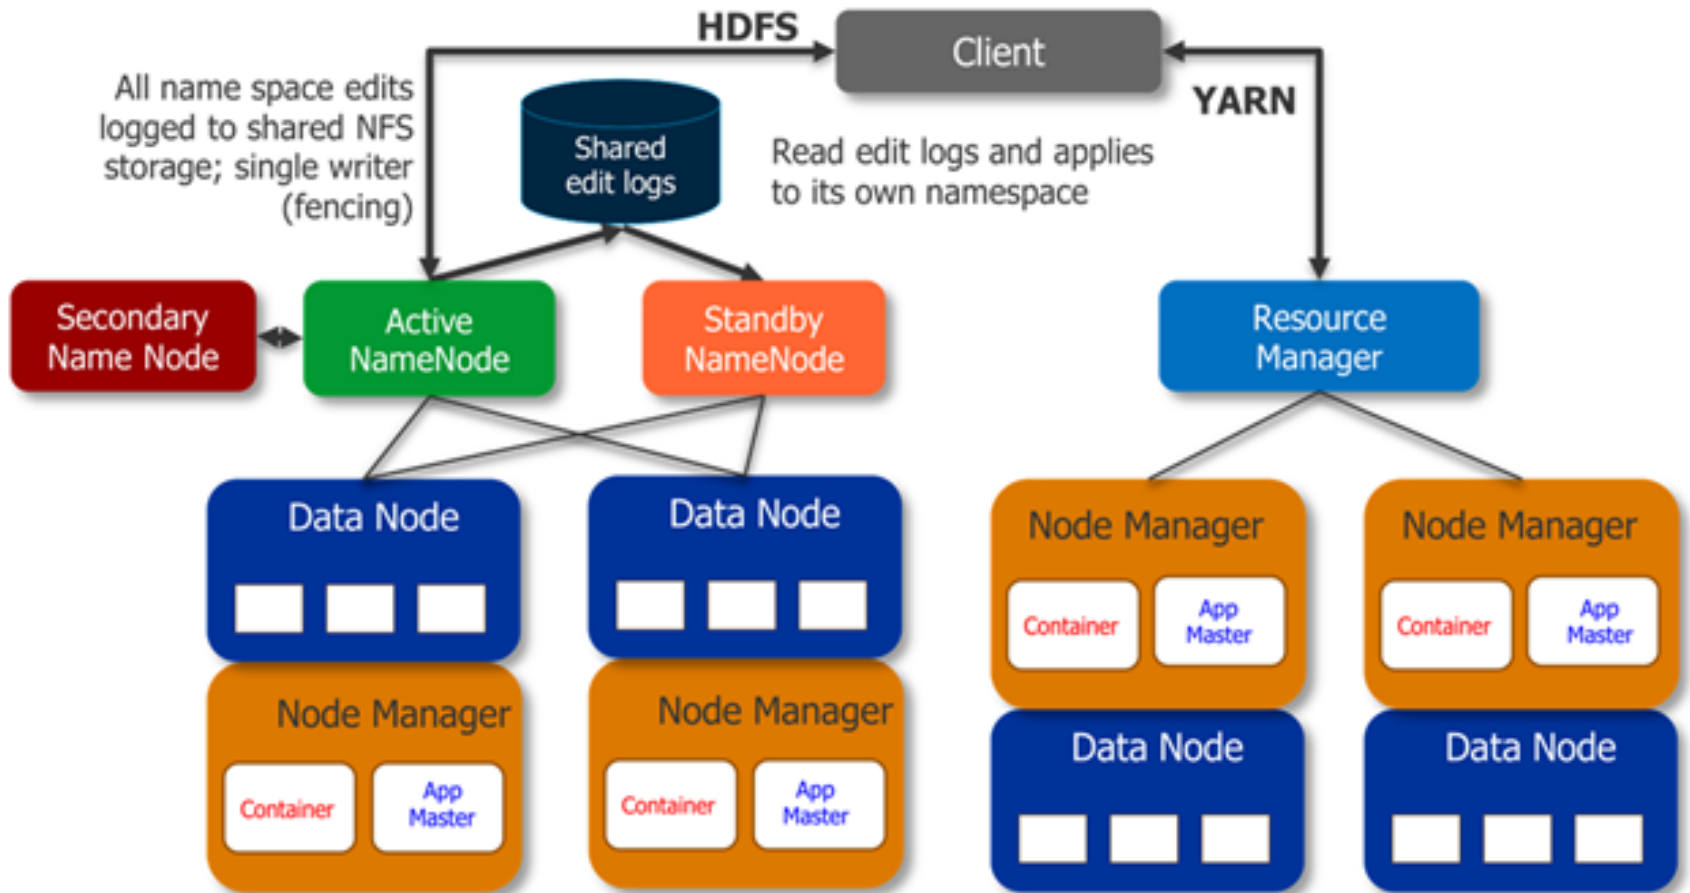 HDFS
Client
YARN
All name space edits
logged to shared NFS
storage; single writer
(fencing)
Shared
edit logs
Read edit logs and applies
to its own namespace
Secondary
Name Node
Active
NameNode
Standby
NameNode
Resource
Manager
Data Node
Data Node
Node Manager
Container
App
Master
Node Manager
Container
App
Master
Node Manager
Container
App
Master
Node Manager
Container
App
Master
Data Node
Data Node